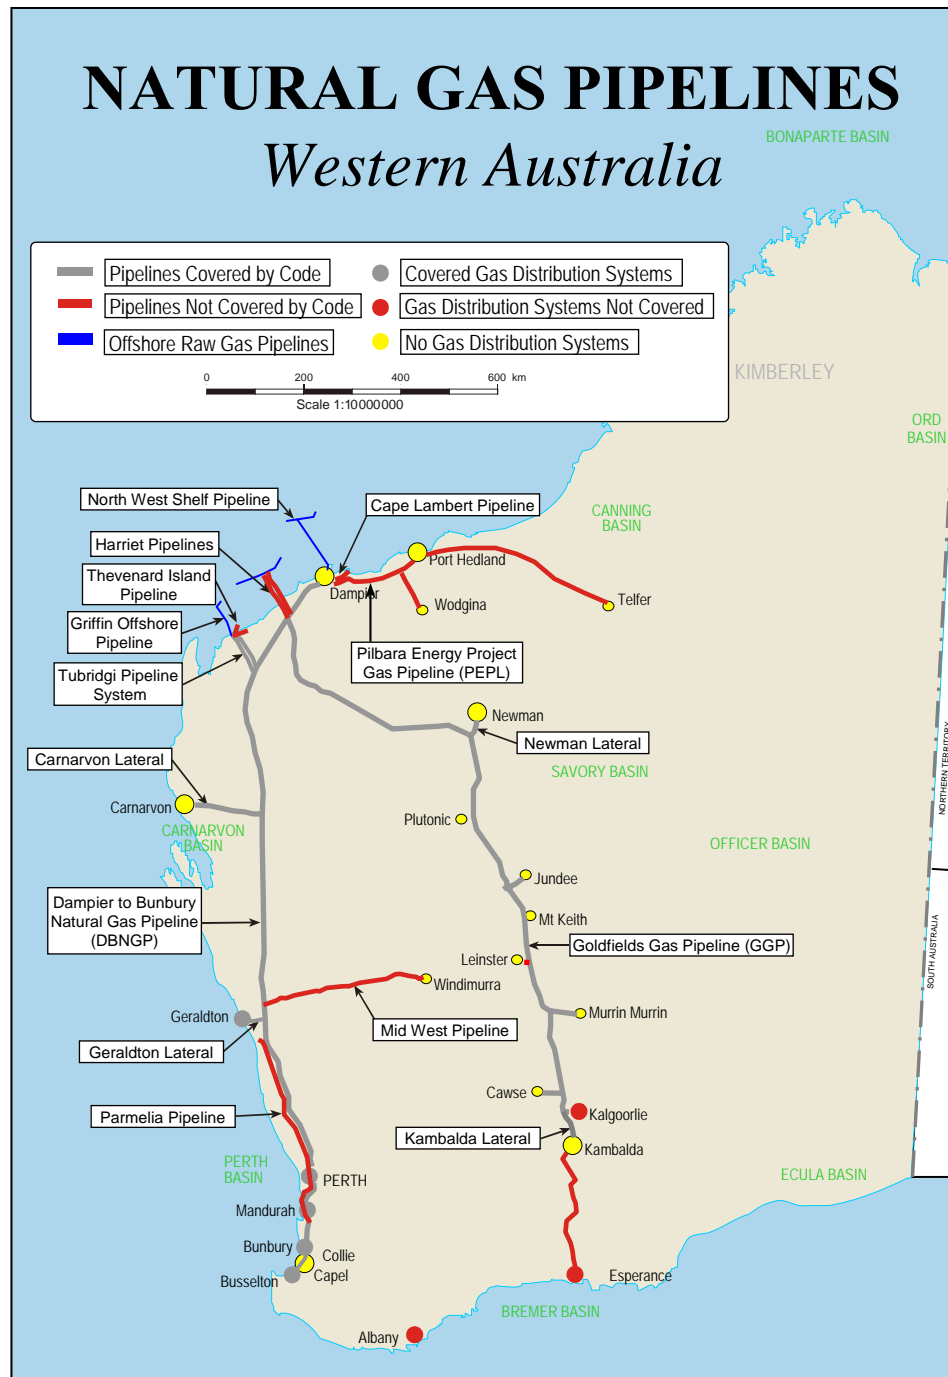 NATURAL GAS PIPELINES
BONAPARTE BASIN
Western Australia
Pipelines Covered by Code
Covered Gas Distribution Systems
Pipelines Not Covered by Code
Gas Distribution Systems Not Covered
Offshore Raw Gas Pipelines
No Gas Distribution Systems
0 200 400 600 km
Scale 1:10000000
KIMBERLEY
ORD
BASIN
North West Shelf Pipeline
Cape Lambert Pipeline
CANNING
BASIN
Harriet Pipelines
Port Hedland
Thevenard Island
Pipeline
Dampier
Wodgina
Telfer
Griffin Offshore
Pipeline
Pilbara Energy Project
Gas Pipeline (PEPL)
Tubridgi Pipeline
System
Newman
Newman Lateral
Carnarvon Lateral
SAVORY BASIN
NORTHERN TERRITORY
Carnarvon
Plutonic
CARNARVON
BASIN
OFFICER BASIN
Jundee
Dampier to Bunbury
Natural Gas Pipeline
(DBNGP)
Mt Keith
Goldfields Gas Pipeline (GGP)
SOUTH AUSTRALIA
Leinster
Windimurra
Geraldton
Murrin Murrin
Mid West Pipeline
Geraldton Lateral
Cawse
Parmelia Pipeline
Kalgoorlie
Kambalda Lateral
Kambalda
PERTH
BASIN
PERTH
ECULA BASIN
Mandurah
Bunbury
Collie
Capel
Busselton
Esperance
BREMER BASIN
Albany